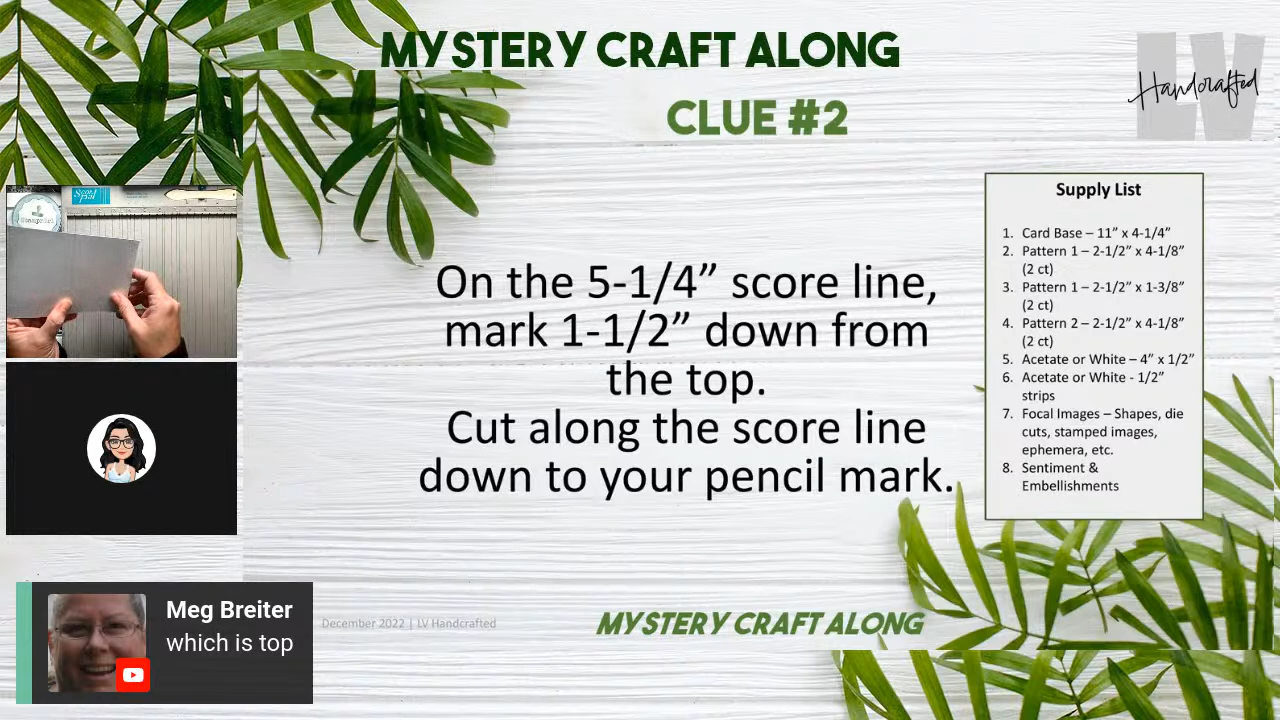 MYSTERY CRAFT ALONG
CLUE #2
LV
Handcrafted
On the 5-1/4” score line,
mark 1-1/2” down from
the top.
Cut along the score line
down to your pencil mark.
Supply List
1. Card Base – 11” x 4-1/4”
2. Pattern 1 – 2-1/2” x 4-1/8”
(2 ct)
3. Pattern 1 – 2-1/2” x 1-3/8”
(2 ct)
4. Pattern 2 – 2-1/2” x 4-1/8”
(2 ct)
5. Acetate or White – 4” x 1/2”
6. Acetate or White - 1/2”
strips
7. Focal Images – Shapes, die
cuts, stamped images,
ephemera, etc.
8. Sentiment &
Embellishments
Meg Breiter
which is top
December 2022 | LV Handcrafted
MYSTERY CRAFT ALONG